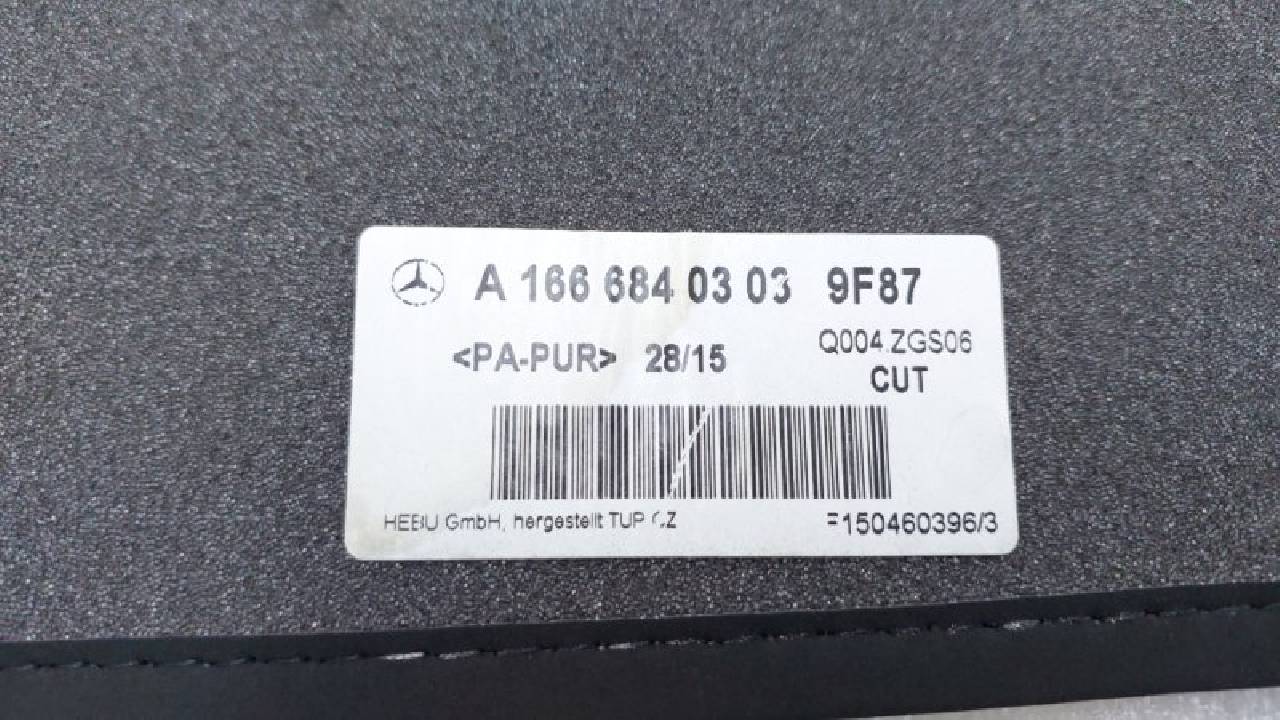 A 166 684 03 03 9F87
<PA-PUR> 28/15 Q004.ZGS06
CUT
HEBU GmbH, hergestellt TUP CZ F150460396/3